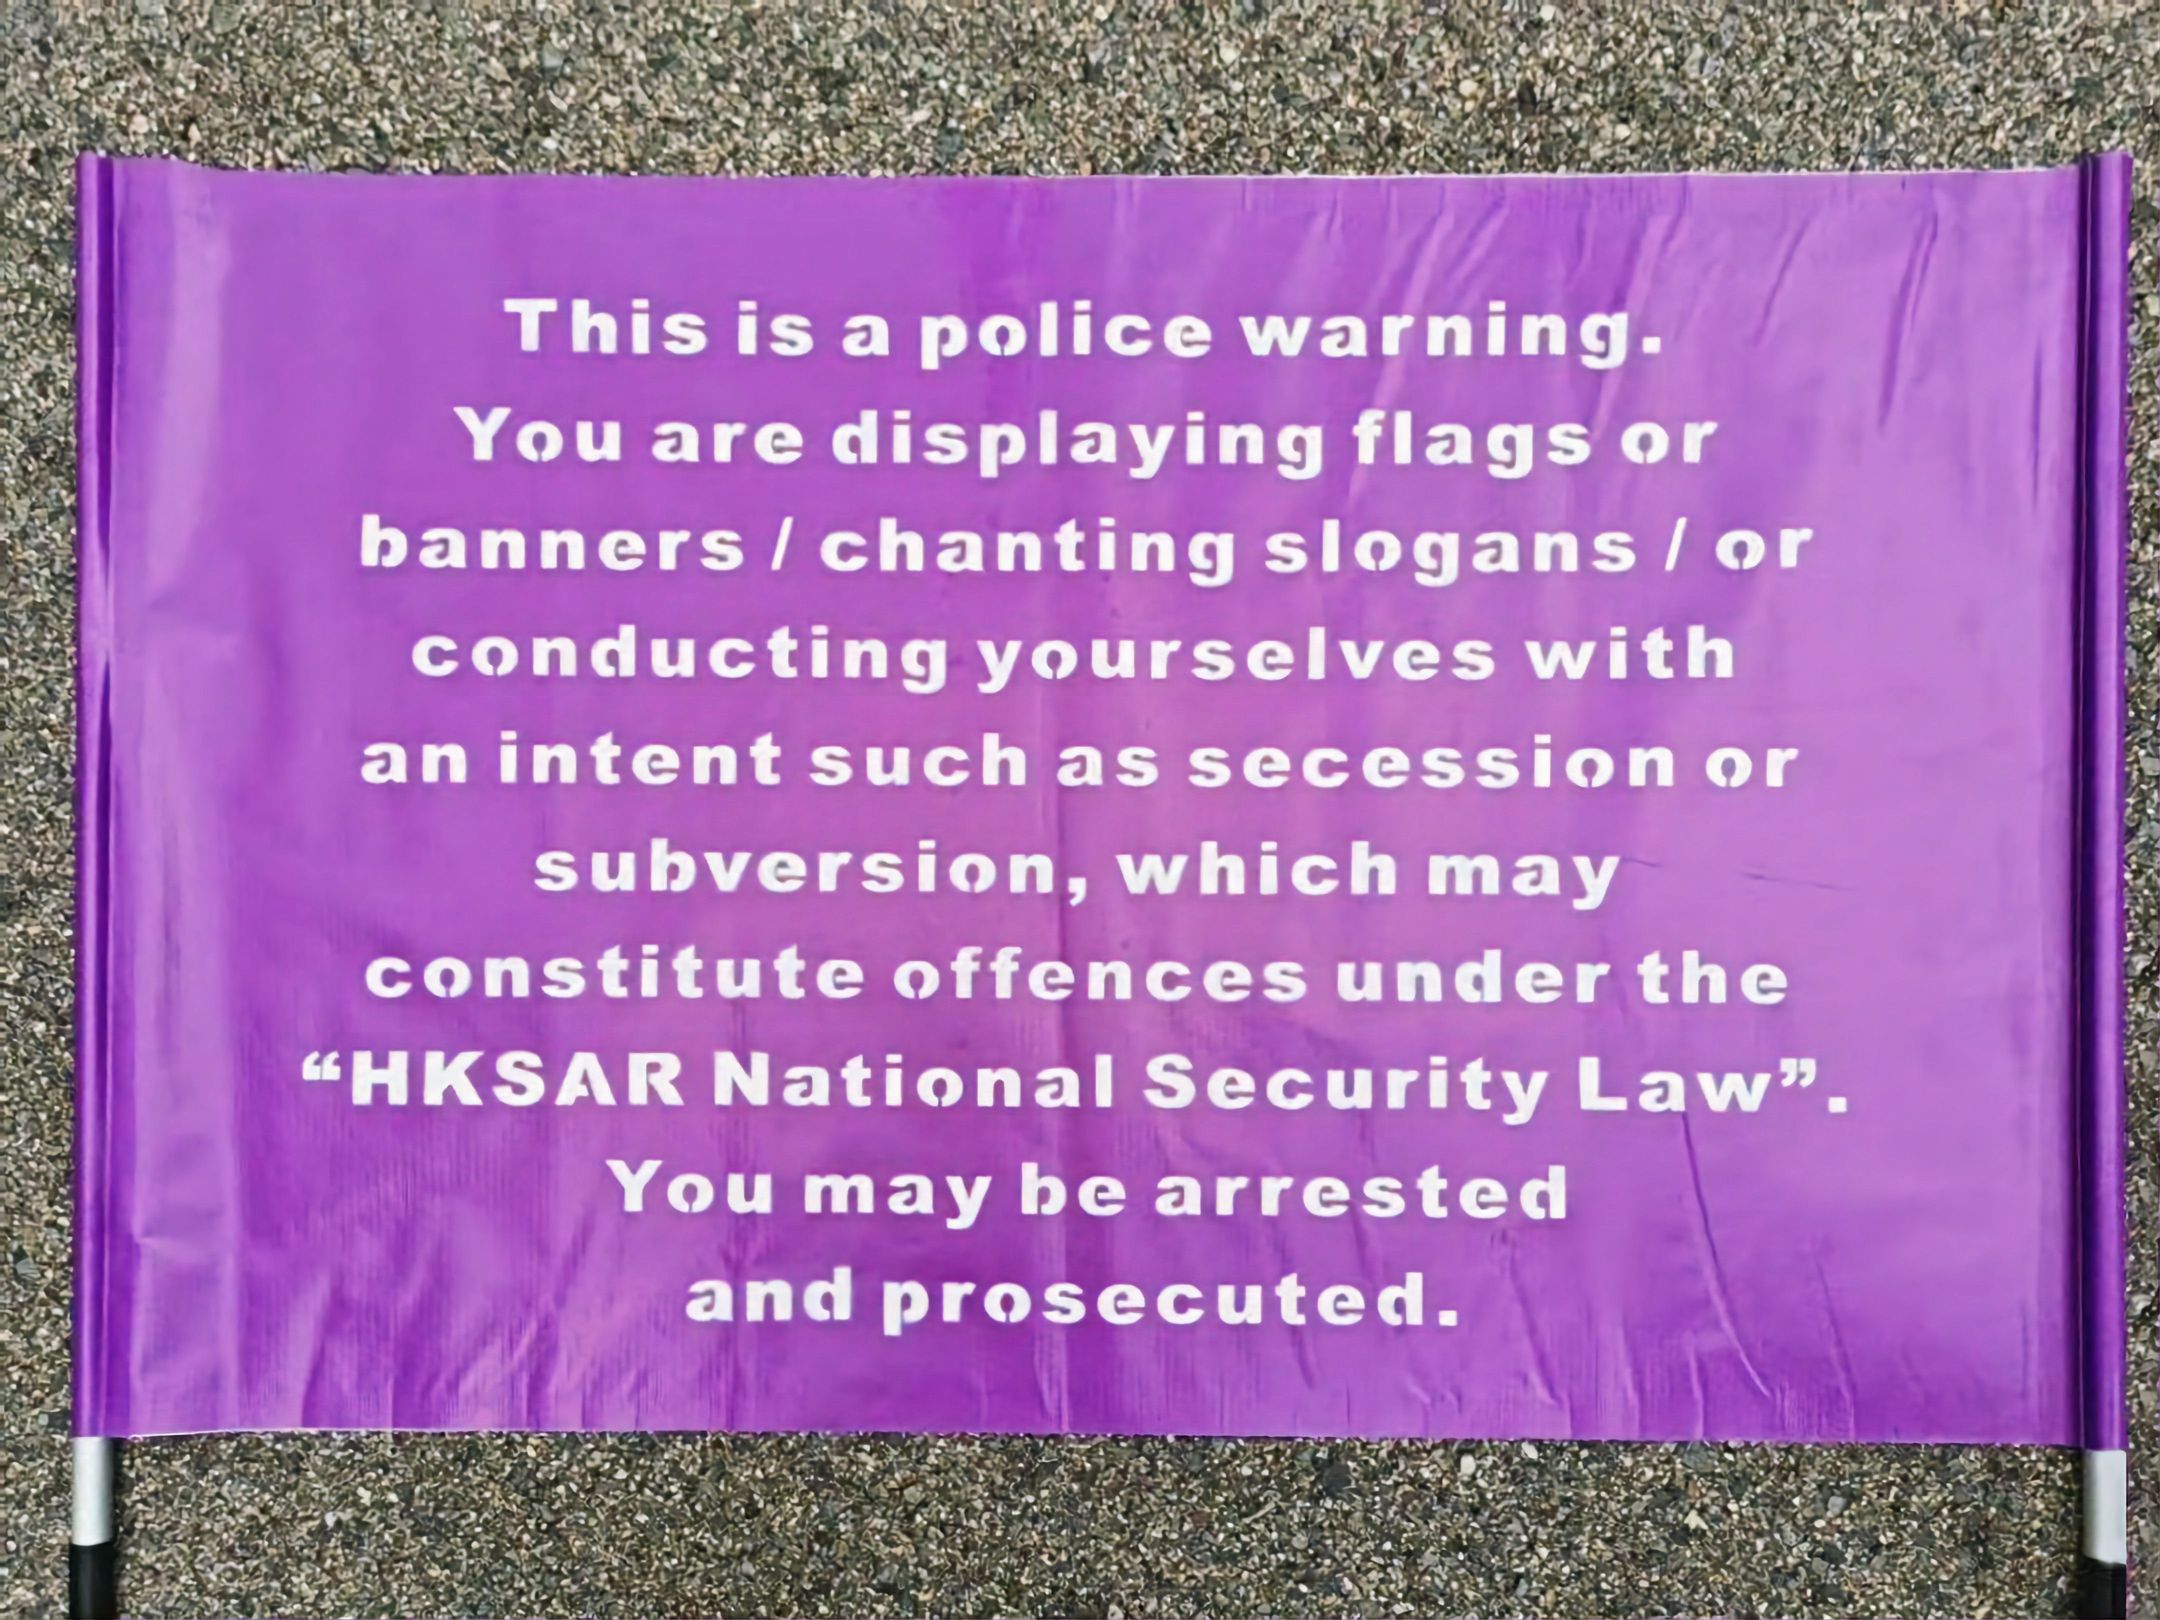 This is a police warning.
You are displaying flags or
banners / chanting slogans / or
conducting yourselves with
an intent such as secession or
subversion, which may
constitute offences under the
“HKSAR National Security Law”.
You may be arrested
and prosecuted.